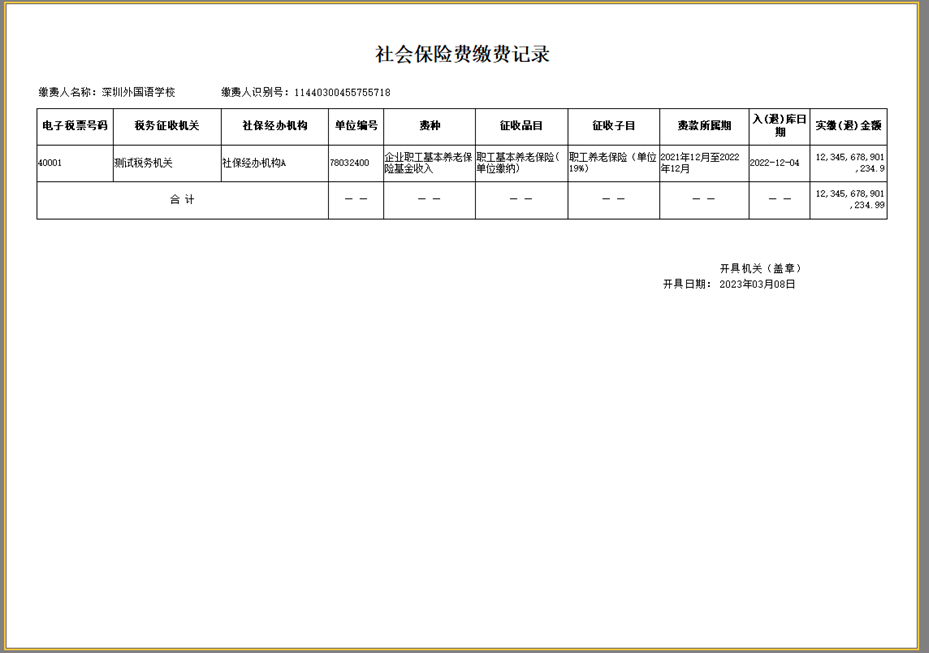 社会保险费缴费记录
缴费人名称：深圳外国语学校 缴费人识别号：11440300455755718
电子税票号码 税务征收机关 社保经办机构 单位编号 费种 征收品目 征收子目 费款所属期 入(退)库日期 实缴(退)金额
40001 测试税务机关 社保经办机构A 78032400 企业职工基本养老保险基金收入 职工基本养老保险(单位缴纳) 职工养老保险（单位19%） 2021年12月至2022年12月 2022-12-04 12,345,678,901,234.9
合 计 — — — — — — — — — — — — 12,345,678,901,234.99
开具机关（盖章）
开具日期： 2023年03月08日